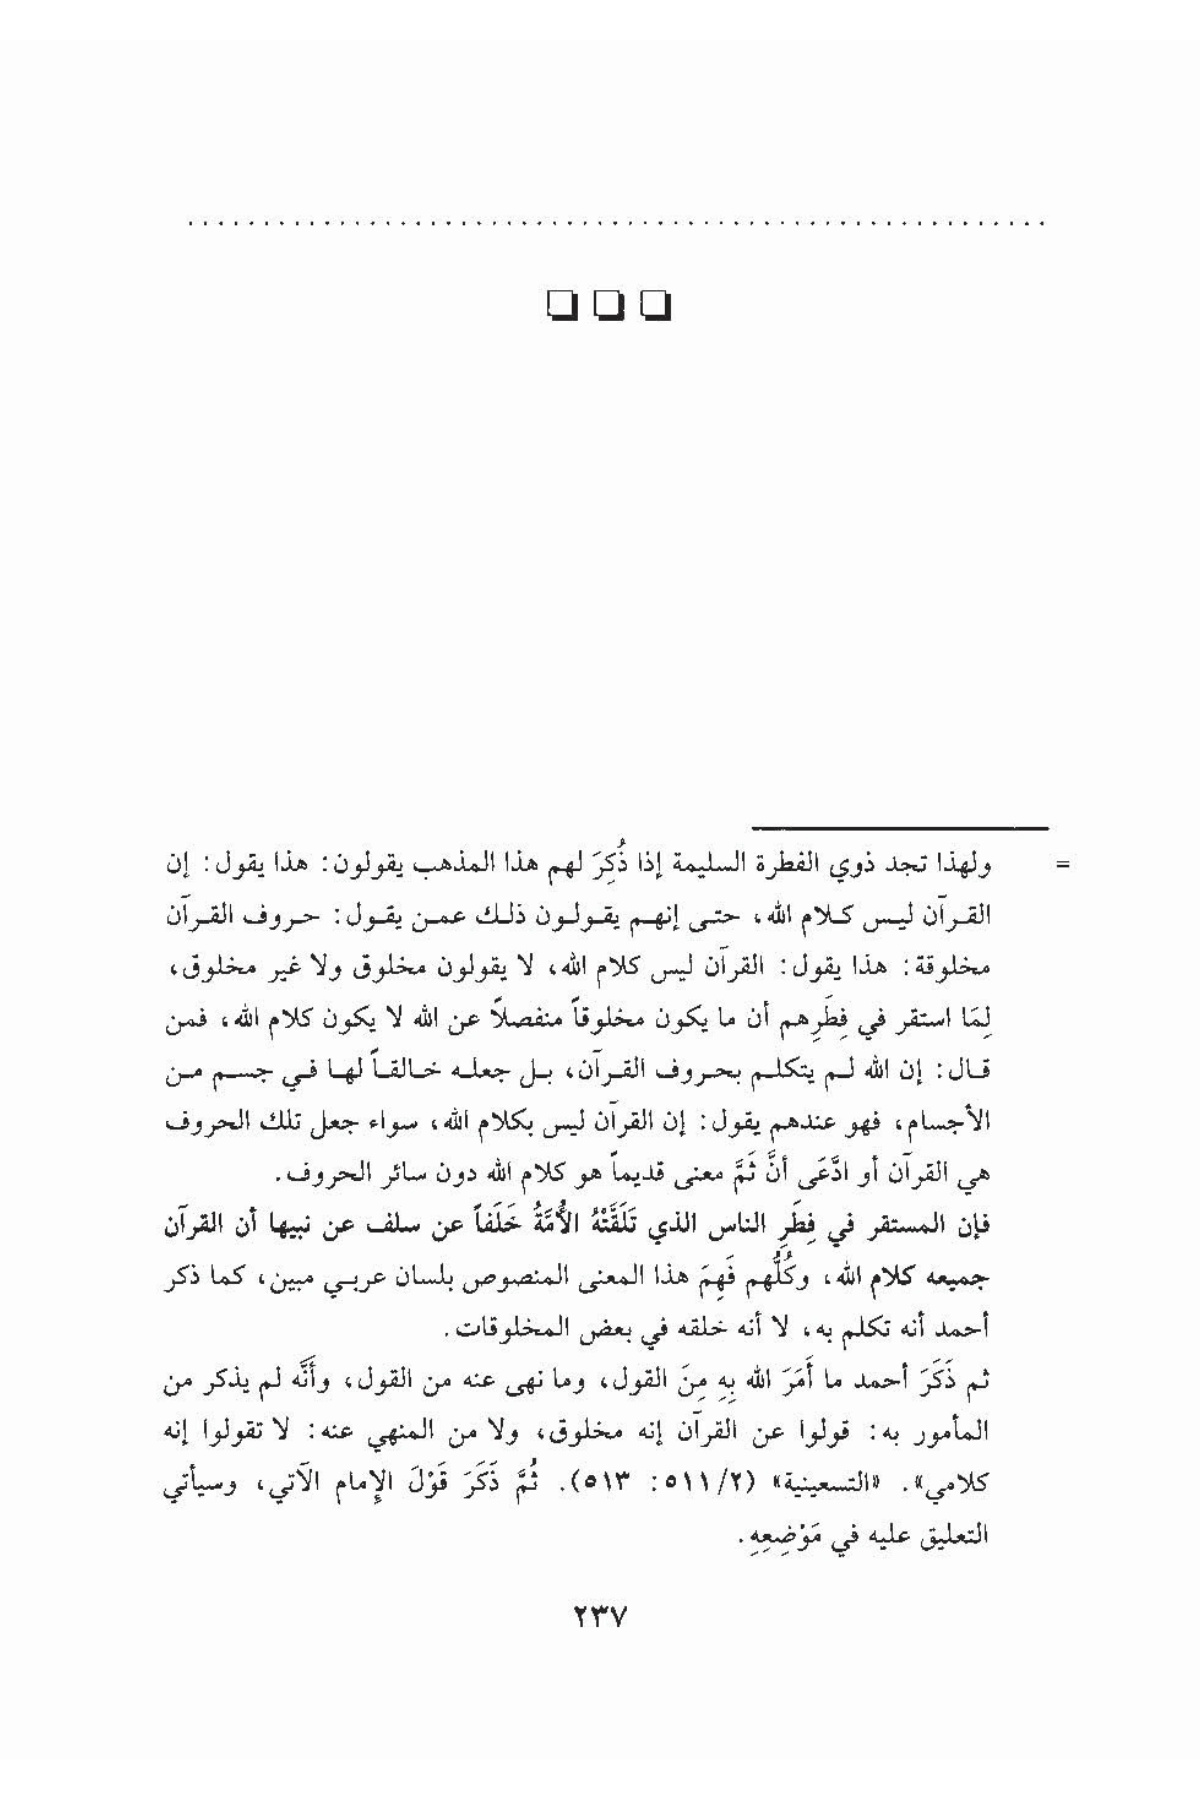 . . . . . . . . . . . . . . . . . . . . . . . . . . . . . . . . . . . . . . . . . . . . . . . . . . . . . . . . .
❏ ❏ ❏
= ولهذا تجد ذوي الفطرة السليمة إذا ذُكِرَ لهم هذا المذهب يقولون: هذا يقول: إن
القرآن ليس كلام الله، حتى إنهم يقولون ذلك عمن يقول: حروف القرآن
مخلوقة: هذا يقول: القرآن ليس كلام الله، لا يقولون مخلوق ولا غير مخلوق،
لِمَا استقر في فِطَرِهم أن ما يكون مخلوقاً منفصلاً عن الله لا يكون كلام الله، فمن
قال: إن الله لم يتكلم بحروف القرآن، بل جعله خالقاً لها في جسم من
الأجسام، فهو عندهم يقول: إن القرآن ليس بكلام الله، سواء جعل تلك الحروف
هي القرآن أو ادَّعَى أنَّ ثَمَّ معنى قديماً هو كلام الله دون سائر الحروف.
فإن المستقر في فِطَرِ الناس الذي تَلَقَّتْهُ الأُمَّةُ خَلَفاً عن سلف عن نبيها أن القرآن
جميعه كلام الله، وكُلُّهم فَهِمَ هذا المعنى المنصوص بلسان عربي مبين، كما ذكر
أحمد أنه تكلم به، لا أنه خلقه في بعض المخلوقات.
ثم ذَكَرَ أحمد ما أَمَرَ الله بِهِ مِنَ القول، وما نهى عنه من القول، وأَنَّه لم يذكر من
المأمور به: قولوا عن القرآن إنه مخلوق، ولا من المنهي عنه: لا تقولوا إنه
كلامي». «التسعينية» (٢/ ٥١١: ٥١٣). ثُمَّ ذَكَرَ قَوْلَ الإِمام الآتي، وسيأتي
التعليق عليه في مَوْضِعِهِ.
٢٣٧